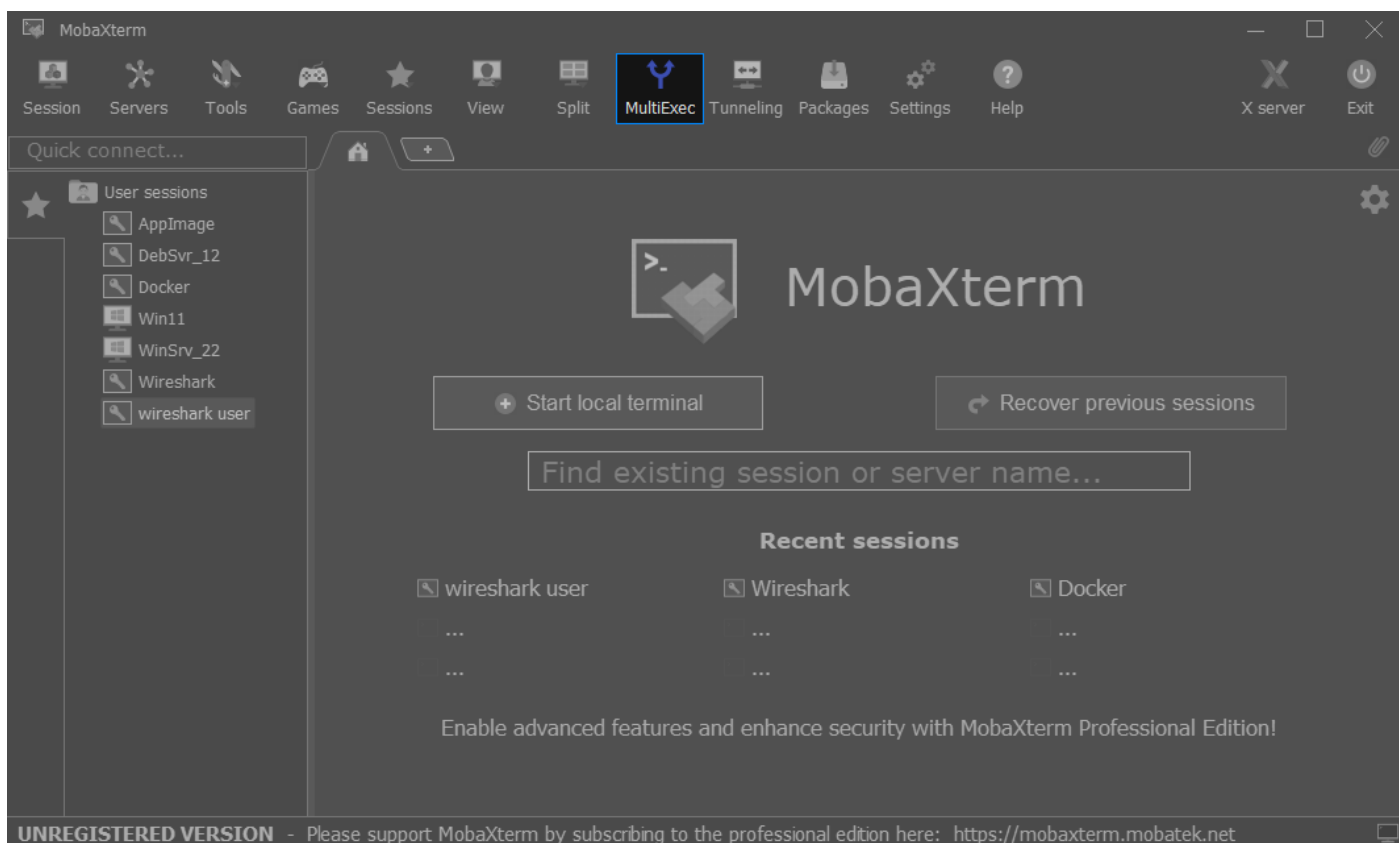 MobaXterm
Session Servers Tools Games Sessions View Split MultiExec Tunneling Packages Settings Help X server Exit
Quick connect...
User sessions
AppImage
DebSvr_12
Docker
Win11
WinSrv_22
Wireshark
wireshark user
>_
MobaXterm
Start local terminal
Recover previous sessions
Find existing session or server name...
Recent sessions
wireshark user Wireshark Docker
... ... ...
... ... ...
Enable advanced features and enhance security with MobaXterm Professional Edition!
UNREGISTERED VERSION - Please support MobaXterm by subscribing to the professional edition here: https://mobaxterm.mobatek.net